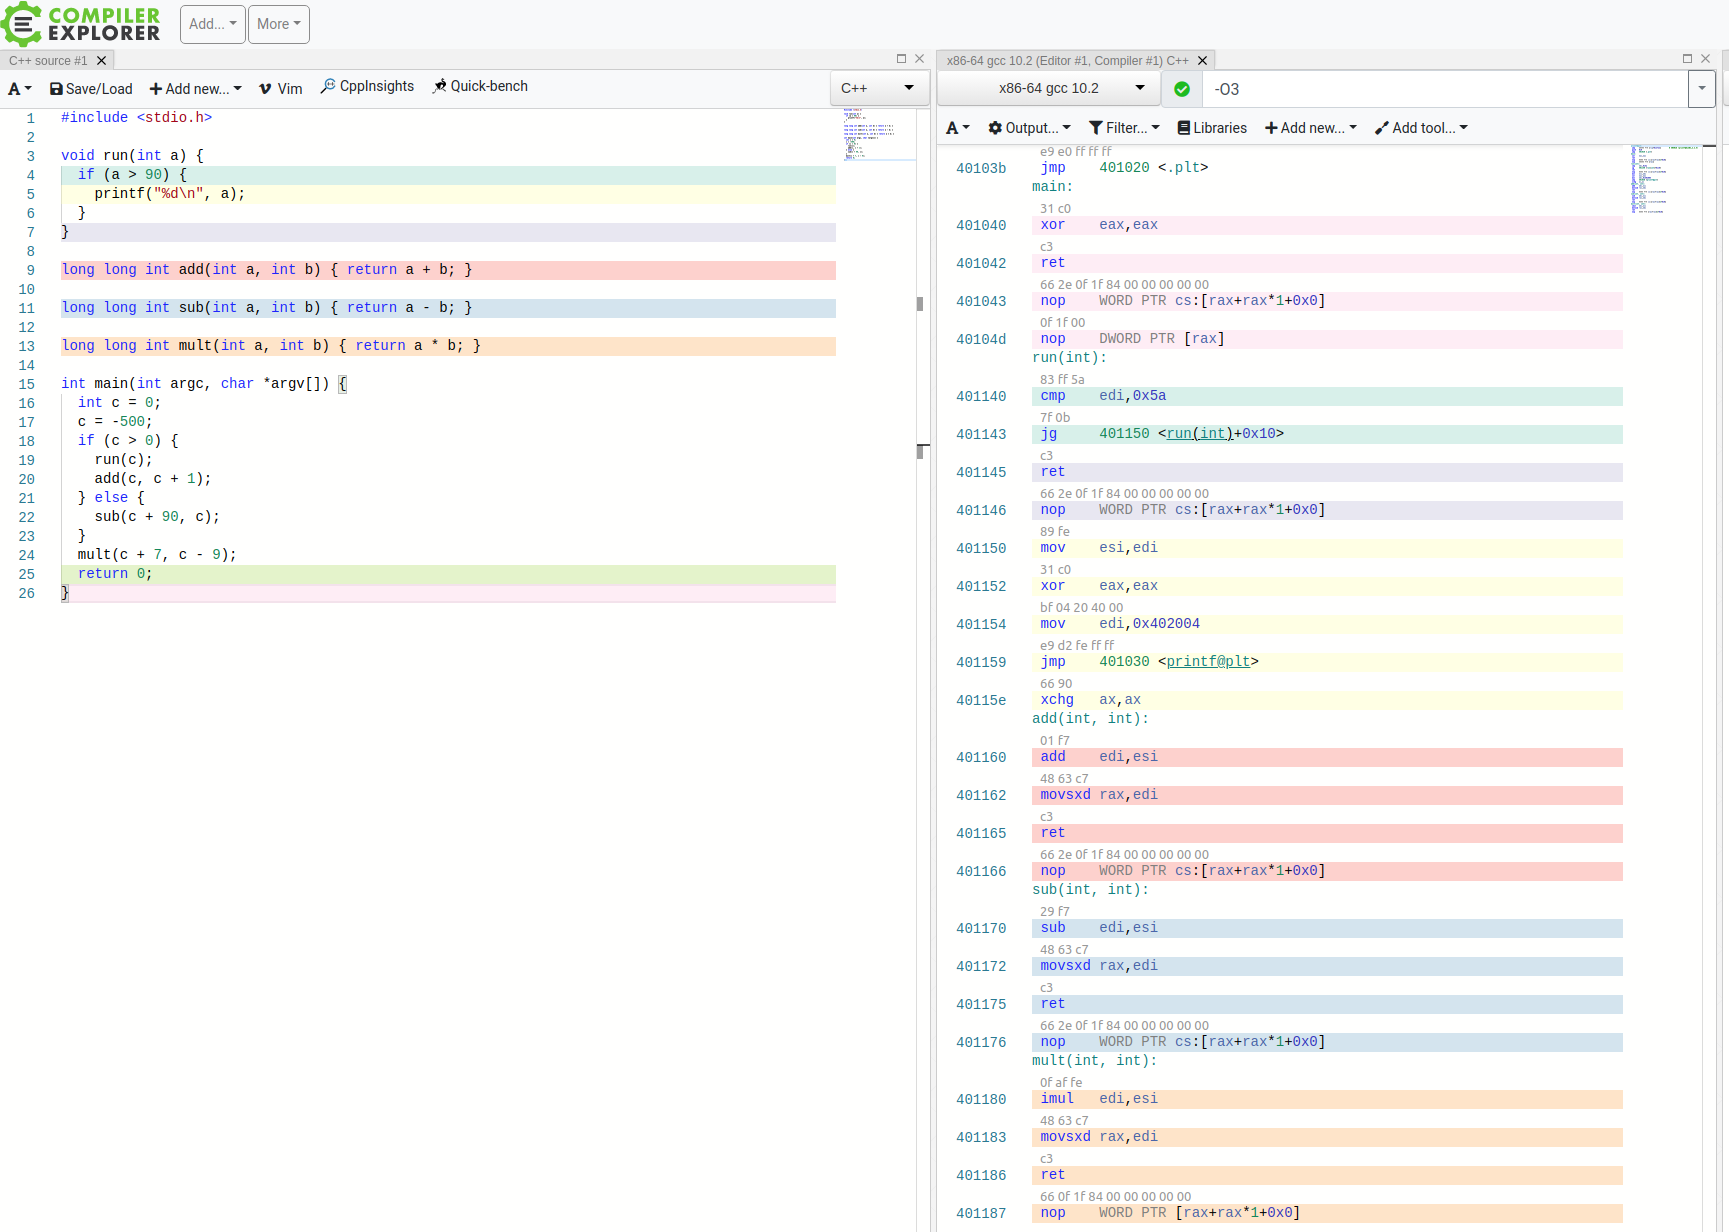 COMPILER
EXPLORER
Add...
More
C++ source #1
A
Save/Load
Add new...
Vim
CppInsights
Quick-bench
C++
1 #include <stdio.h>
2
3 void run(int a) {
4   if (a > 90) {
5     printf("%d\n", a);
6   }
7 }
8
9 long long int add(int a, int b) { return a + b; }
10
11 long long int sub(int a, int b) { return a - b; }
12
13 long long int mult(int a, int b) { return a * b; }
14
15 int main(int argc, char *argv[]) {
16   int c = 0;
17   c = -500;
18   if (c > 0) {
19     run(c);
20     add(c, c + 1);
21   } else {
22     sub(c + 90, c);
23   }
24   mult(c + 7, c - 9);
25   return 0;
26 }
x86-64 gcc 10.2 (Editor #1, Compiler #1) C++
x86-64 gcc 10.2
-O3
A
Output...
Filter...
Libraries
Add new...
Add tool...
e9 e0 ff ff ff
40103b jmp 401020 <.plt>
main:
31 c0
401040 xor eax,eax
c3
401042 ret
66 2e 0f 1f 84 00 00 00 00 00
401043 nop WORD PTR cs:[rax+rax*1+0x0]
0f 1f 00
40104d nop DWORD PTR [rax]
run(int):
83 ff 5a
401140 cmp edi,0x5a
7f 0b
401143 jg 401150 <run(int)+0x10>
c3
401145 ret
66 2e 0f 1f 84 00 00 00 00 00
401146 nop WORD PTR cs:[rax+rax*1+0x0]
89 fe
401150 mov esi,edi
31 c0
401152 xor eax,eax
bf 04 20 40 00
401154 mov edi,0x402004
e9 d2 fe ff ff
401159 jmp 401030 <printf@plt>
66 90
40115e xchg ax,ax
add(int, int):
01 f7
401160 add edi,esi
48 63 c7
401162 movsxd rax,edi
c3
401165 ret
66 2e 0f 1f 84 00 00 00 00 00
401166 nop WORD PTR cs:[rax+rax*1+0x0]
sub(int, int):
29 f7
401170 sub edi,esi
48 63 c7
401172 movsxd rax,edi
c3
401175 ret
66 2e 0f 1f 84 00 00 00 00 00
401176 nop WORD PTR cs:[rax+rax*1+0x0]
mult(int, int):
0f af fe
401180 imul edi,esi
48 63 c7
401183 movsxd rax,edi
c3
401186 ret
66 0f 1f 84 00 00 00 00 00
401187 nop WORD PTR [rax+rax*1+0x0]